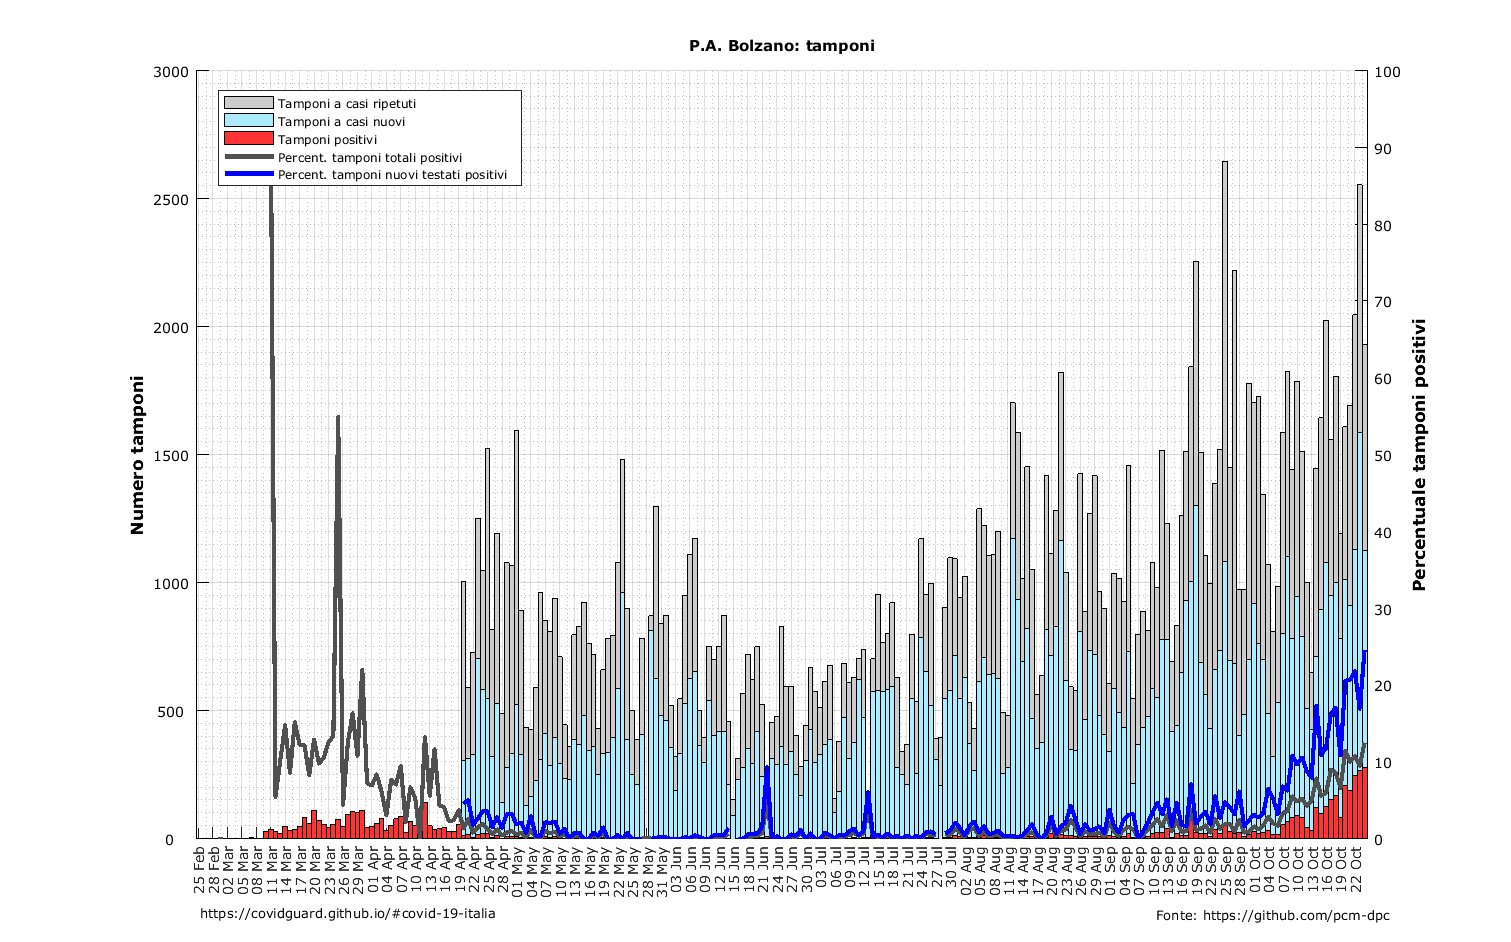 P.A. Bolzano: tamponi
3000
2500
2000
1500
1000
500
0
100
90
80
70
60
50
40
30
20
10
0
Numero tamponi
Percentuale tamponi positivi
Tamponi a casi ripetuti
Tamponi a casi nuovi
Tamponi positivi
Percent. tamponi totali positivi
Percent. tamponi nuovi testati positivi
25 Feb
28 Feb
02 Mar
05 Mar
08 Mar
11 Mar
14 Mar
17 Mar
20 Mar
23 Mar
26 Mar
29 Mar
01 Apr
04 Apr
07 Apr
10 Apr
13 Apr
16 Apr
19 Apr
22 Apr
25 Apr
28 Apr
01 May
04 May
07 May
10 May
13 May
16 May
19 May
22 May
25 May
28 May
31 May
03 Jun
06 Jun
09 Jun
12 Jun
15 Jun
18 Jun
21 Jun
24 Jun
27 Jun
30 Jun
03 Jul
06 Jul
09 Jul
12 Jul
15 Jul
18 Jul
21 Jul
24 Jul
27 Jul
30 Jul
02 Aug
05 Aug
08 Aug
11 Aug
14 Aug
17 Aug
20 Aug
23 Aug
26 Aug
29 Aug
01 Sep
04 Sep
07 Sep
10 Sep
13 Sep
16 Sep
19 Sep
22 Sep
25 Sep
28 Sep
01 Oct
04 Oct
07 Oct
10 Oct
13 Oct
16 Oct
19 Oct
22 Oct
https://covidguard.github.io/#covid-19-italia
Fonte: https://github.com/pcm-dpc